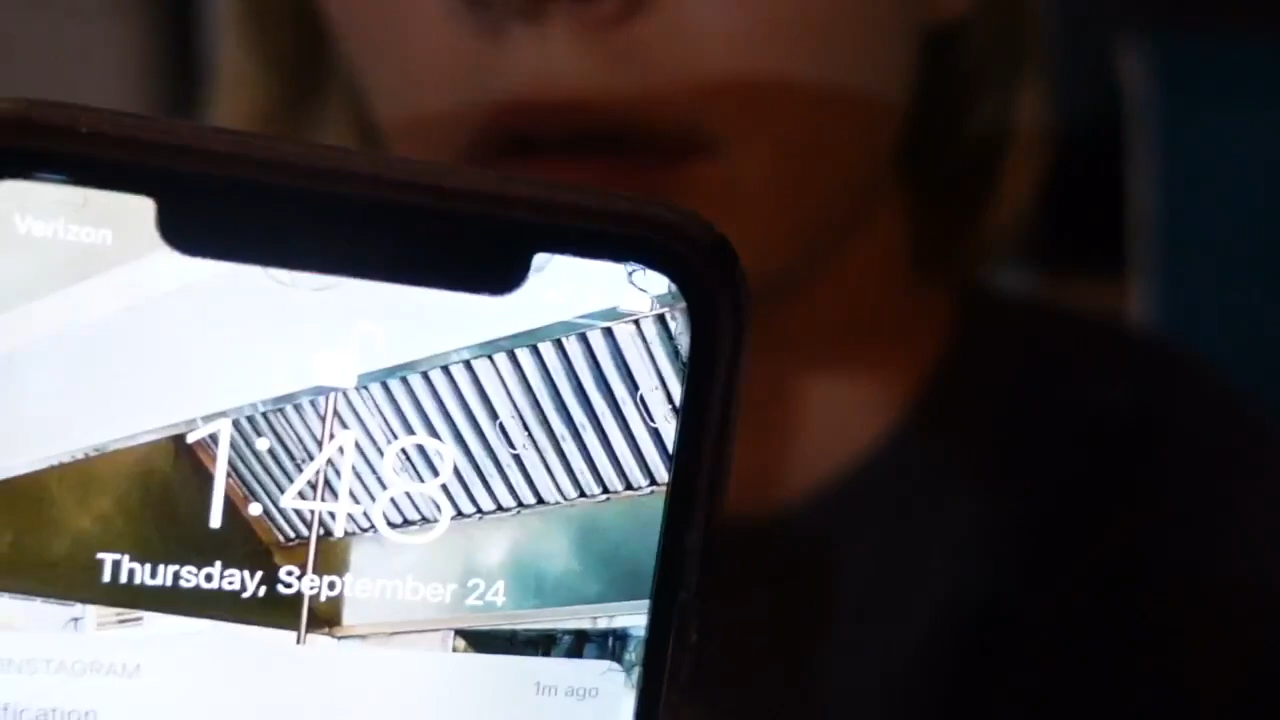 Verizon
1:48
Thursday, September 24
INSTAGRAM
1m ago
fication